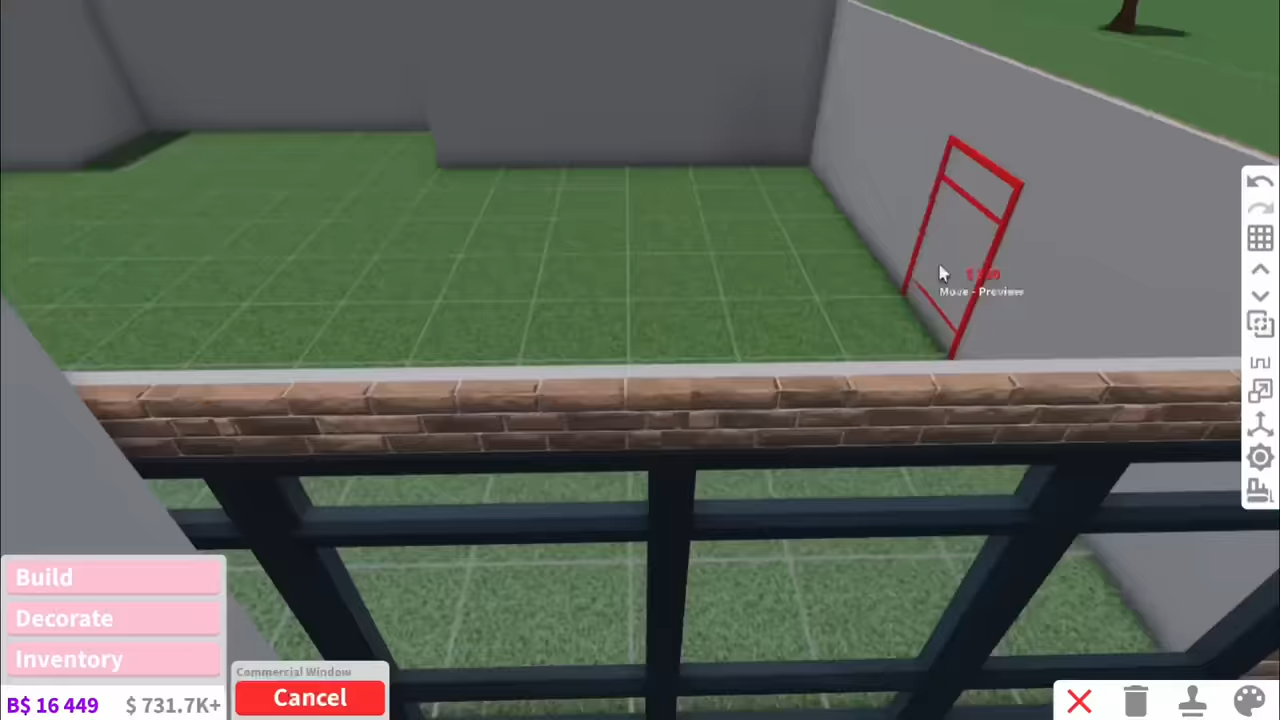 Move - Preview
Build
Decorate
Inventory
Commercial Window
Cancel
B$ 16 449
$ 731.7K+